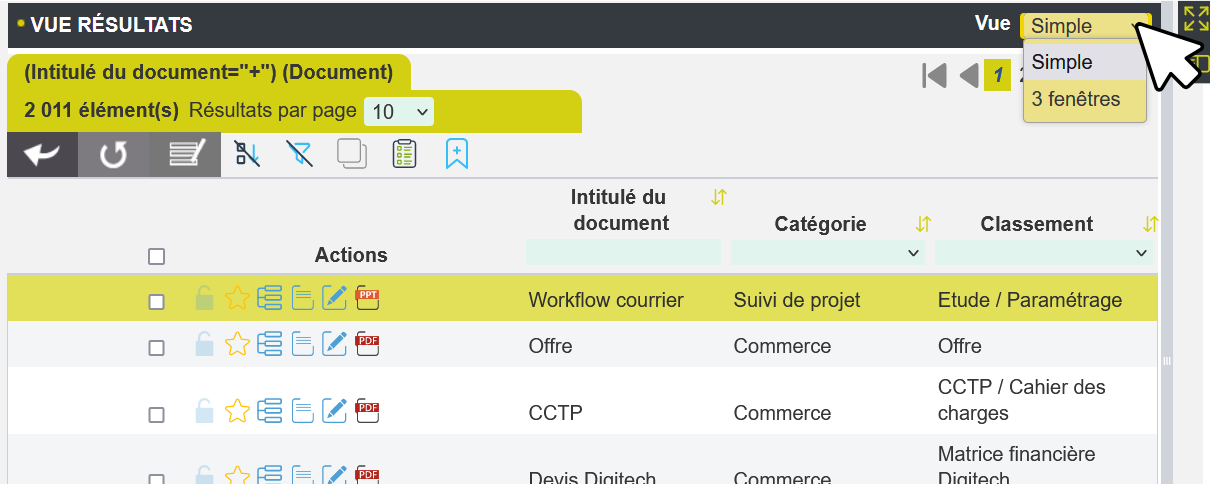 VUE RÉSULTATS
Vue Simple
(Intitulé du document="+") (Document)
1
Simple
3 fenêtres
2 011 élément(s) Résultats par page 10
Intitulé du document
Catégorie
Classement
Actions
PPT Workflow courrier Suivi de projet Etude / Paramétrage
PDF Offre Commerce Offre
PDF CCTP Commerce CCTP / Cahier des
charges
PDF Devis Digitech Commerce Matrice financière
Digitech